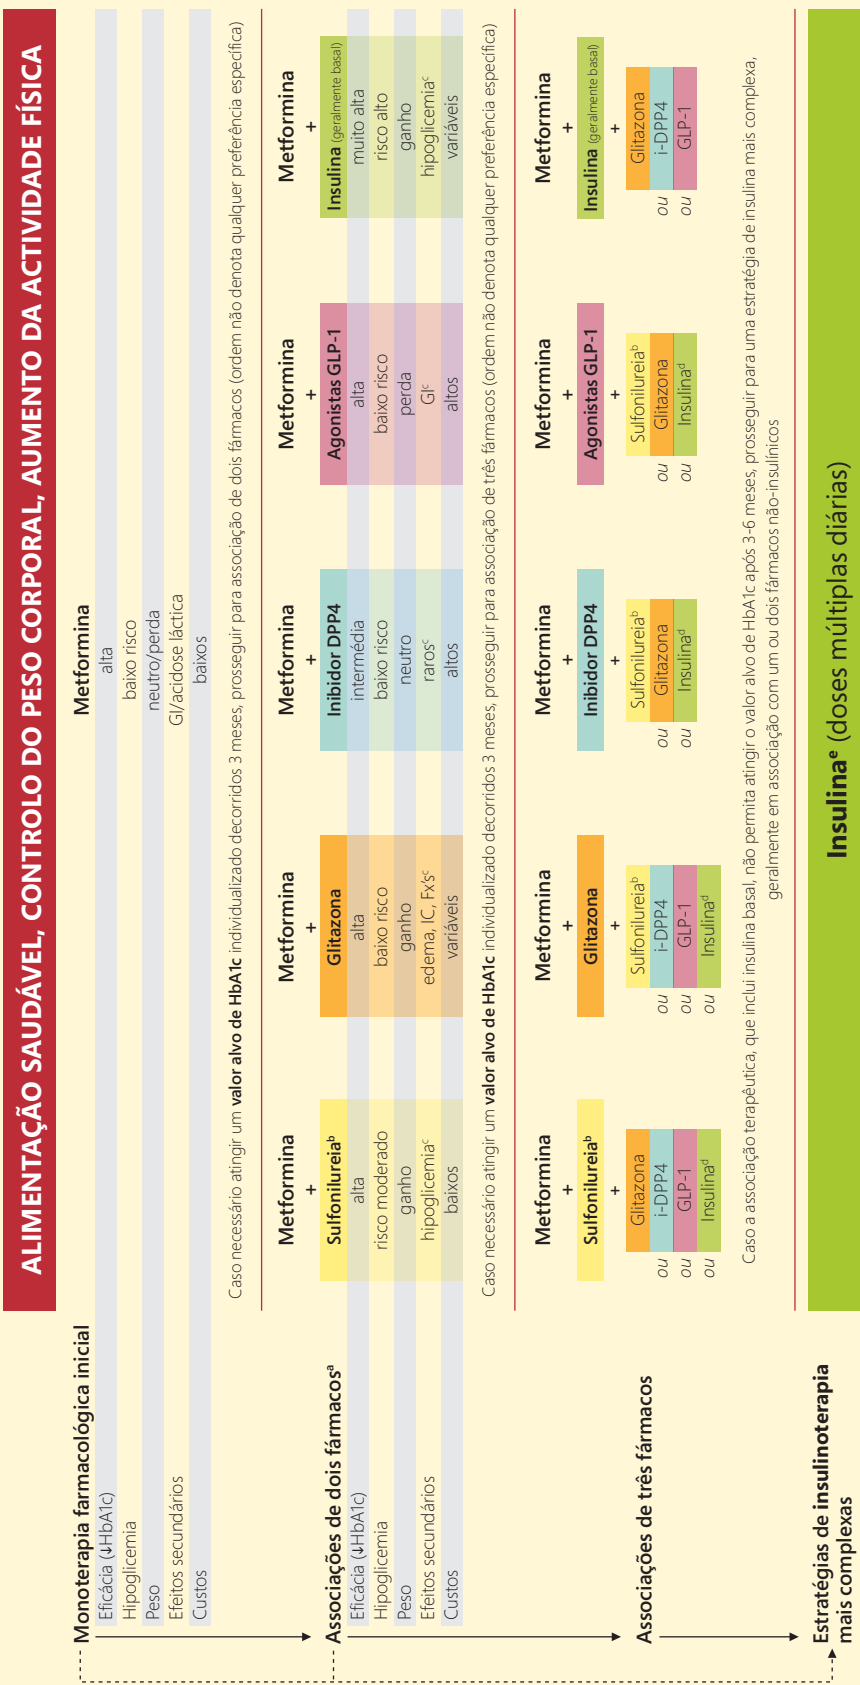 ALIMENTAÇÃO SAUDÁVEL, CONTROLO DO PESO CORPORAL, AUMENTO DA ACTIVIDADE FÍSICA
Monoterapia farmacológica inicial
Metformina
Eficácia (↓HbA1c)
alta
Hipoglicemia
baixo risco
Peso
neutro/perda
Efeitos secundários
GI/acidose láctica
Custos
baixos
Caso necessário atingir um valor alvo de HbA1c individualizado decorridos 3 meses, prosseguir para associação de dois fármacos (ordem não denota qualquer preferência específica)
Associações de dois fármacosᵃ
Eficácia (↓HbA1c)
Hipoglicemia
Peso
Efeitos secundários
Custos
Metformina
+
Sulfonilureiaᵇ
alta
risco moderado
ganho
hipoglicemiaᶜ
baixos
Metformina
+
Glitazona
alta
baixo risco
ganho
edema, IC, Fx'sᶜ
variáveis
Metformina
+
Inibidor DPP4
intermédia
baixo risco
neutro
rarosᶜ
altos
Metformina
+
Agonistas GLP-1
alta
baixo risco
perda
GIᶜ
altos
Metformina
+
Insulina (geralmente basal)
muito alta
risco alto
ganho
hipoglicemiaᶜ
variáveis
Caso necessário atingir um valor alvo de HbA1c individualizado decorridos 3 meses, prosseguir para associação de três fármacos (ordem não denota qualquer preferência específica)
Associações de três fármacos
Metformina
+
Sulfonilureiaᵇ
+
Glitazona
ou i-DPP4
ou GLP-1
ou Insulinaᵈ
Metformina
+
Glitazona
+
Sulfonilureiaᵇ
ou i-DPP4
ou GLP-1
ou Insulinaᵈ
Metformina
+
Inibidor DPP4
+
Sulfonilureiaᵇ
ou Glitazona
ou Insulinaᵈ
Metformina
+
Agonistas GLP-1
+
Sulfonilureiaᵇ
ou Glitazona
ou Insulinaᵈ
Metformina
+
Insulina (geralmente basal)
+
Glitazona
ou i-DPP4
ou GLP-1
Caso a associação terapêutica, que inclui insulina basal, não permita atingir o valor alvo de HbA1c após 3-6 meses, prosseguir para uma estratégia de insulina mais complexa,
geralmente em associação com um ou dois fármacos não-insulínicos
Estratégias de insulinoterapia
mais complexas
Insulinaᵉ (doses múltiplas diárias)